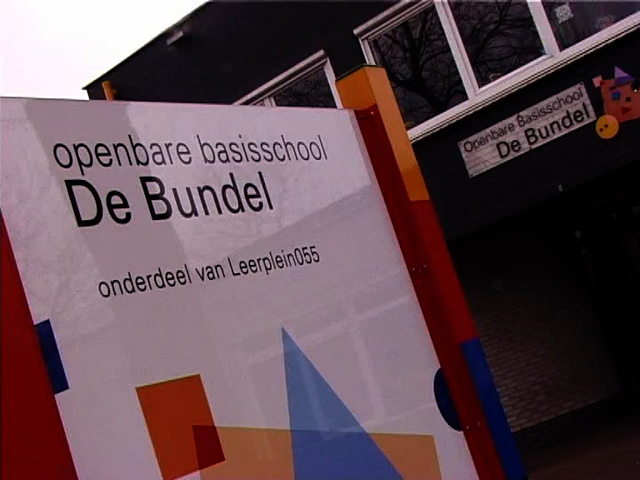 openbare basisschool
De Bundel
onderdeel van Leerplein055
Openbare Basisschool
De Bundel